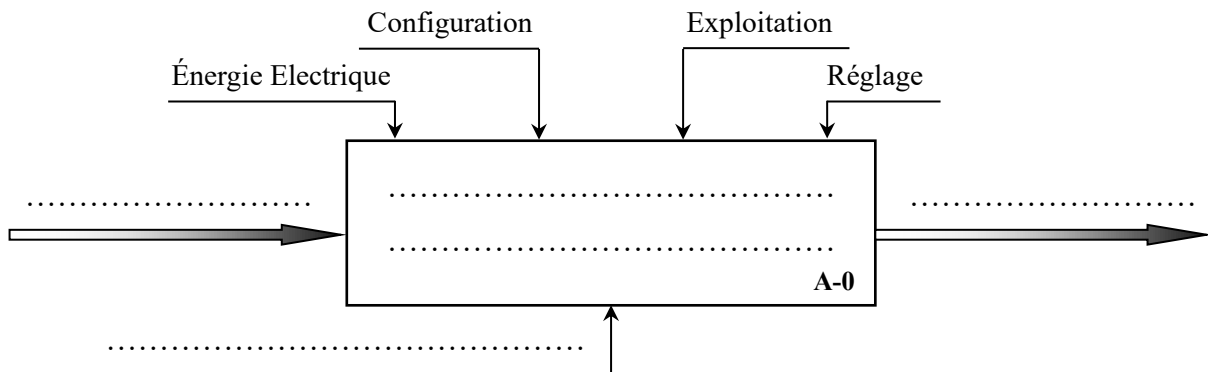 Configuration
Exploitation
Énergie Electrique
Réglage
..........................
..........................................
..........................
..........................................
A-0
.............................................